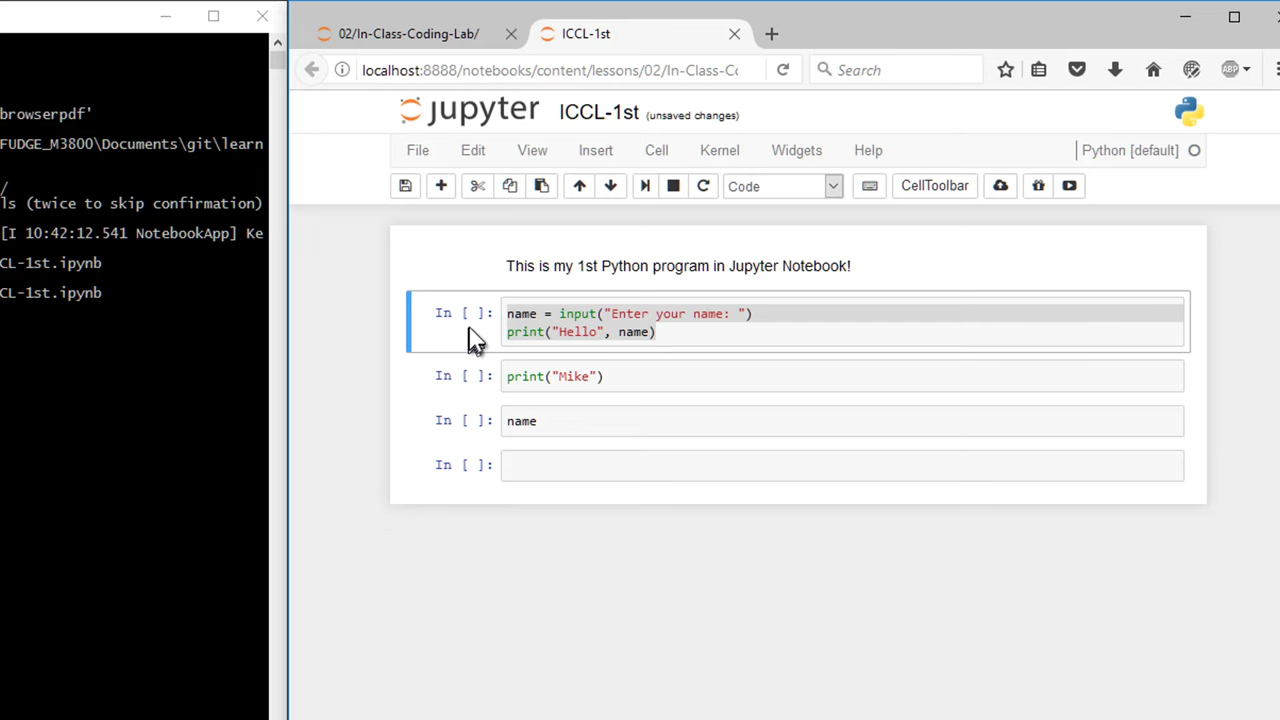 browserpdf'
FUDGE_M3800\Documents\git\learn
/
ls (twice to skip confirmation)
[I 10:42:12.541 NotebookApp] Ke
CL-1st.ipynb
CL-1st.ipynb
02/In-Class-Coding-Lab/
ICCL-1st
localhost:8888/notebooks/content/lessons/02/In-Class-Cc
Search
ABP
jupyter ICCL-1st (unsaved changes)
File Edit View Insert Cell Kernel Widgets Help Python [default]
Code CellToolbar
This is my 1st Python program in Jupyter Notebook!
In [ ]: name = input("Enter your name: ")
print("Hello", name)
In [ ]: print("Mike")
In [ ]: name
In [ ]: